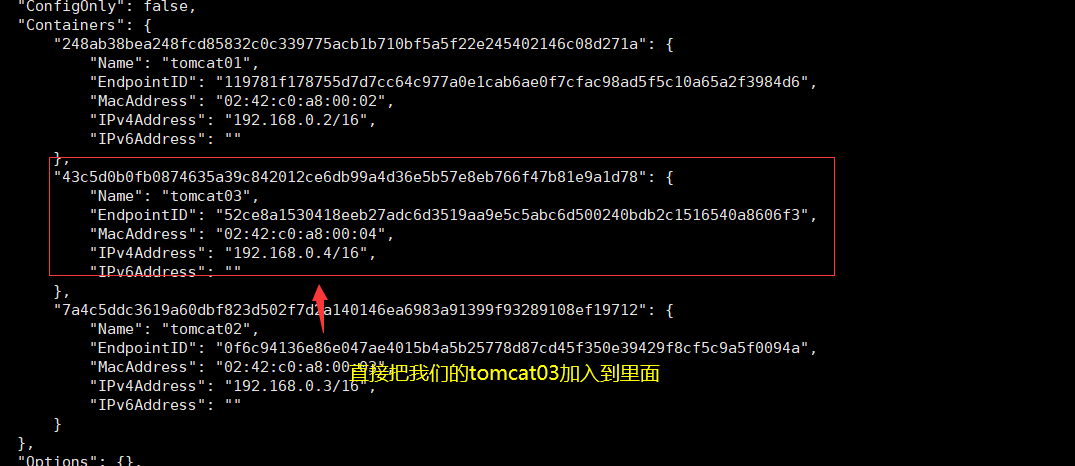 "ConfigOnly": false,
"Containers": {
"248ab38bea248fcd85832c0c339775acb1b710bf5a5f22e245402146c08d271a": {
"Name": "tomcat01",
"EndpointID": "119781f178755d7d7cc64c977a0e1cab6ae0f7cfac98ad5f5c10a65a2f3984d6",
"MacAddress": "02:42:c0:a8:00:02",
"IPv4Address": "192.168.0.2/16",
"IPv6Address": ""
},
"43c5d0b0fb0874635a39c842012ce6db99a4d36e5b57e8eb766f47b81e9a1d78": {
"Name": "tomcat03",
"EndpointID": "52ce8a1530418eeb27adc6d3519aa9e5c5abc6d500240bdb2c1516540a8606f3",
"MacAddress": "02:42:c0:a8:00:04",
"IPv4Address": "192.168.0.4/16",
"IPv6Address": ""
},
"7a4c5ddc3619a60dbf823d502f7d2a140146ea6983a91399f93289108ef19712": {
"Name": "tomcat02",
"EndpointID": "0f6c94136e86e047ae4015b4a5b25778d87cd45f350e39429f8cf5c9a5f0094a",
"MacAddress": "02:42:c0:a8:00:03",
直接把我们的tomcat03加入到里面
"IPv4Address": "192.168.0.3/16",
"IPv6Address": ""
}
},
"Options": {},